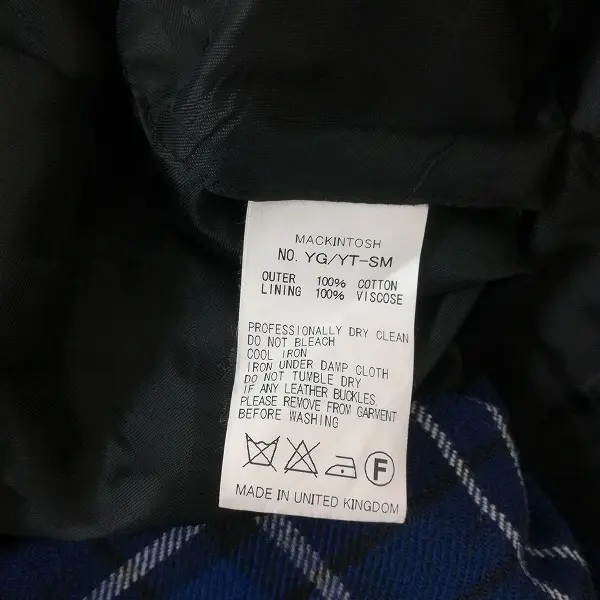 MACKINTOSH
NO. YG/YT-SM
OUTER 100% COTTON
LINING 100% VISCOSE
PROFESSIONALLY DRY CLEAN
DO NOT BLEACH
COOL IRON
IRON UNDER DAMP CLOTH
DO NOT TUMBLE DRY
IF ANY LEATHER BUCKLES
PLEASE REMOVE FROM GARMENT
BEFORE WASHING
F
MADE IN UNITED KINGDOM